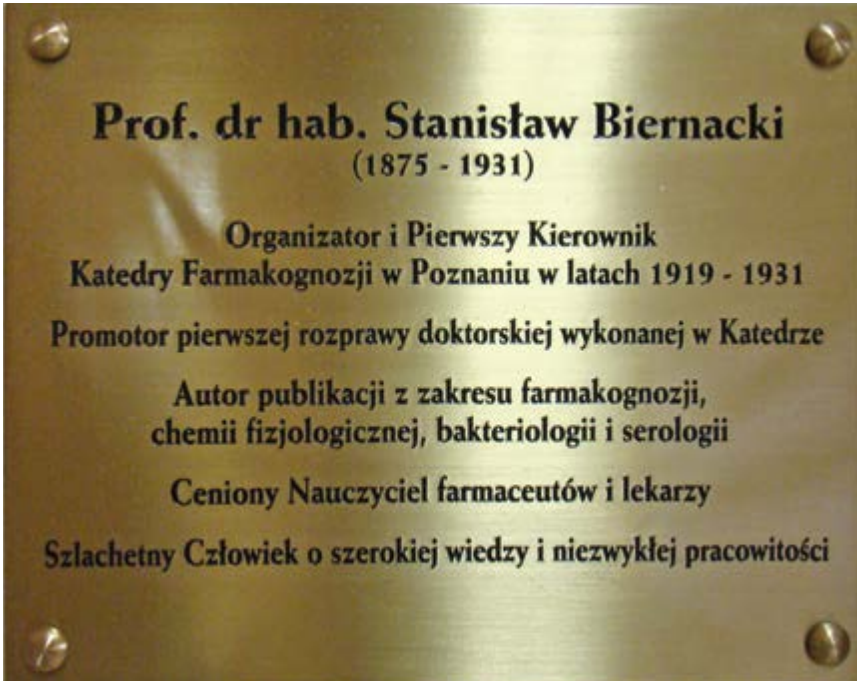 Prof. dr hab. Stanisław Biernacki
(1875 - 1931)
Organizator i Pierwszy Kierownik
Katedry Farmakognozji w Poznaniu w latach 1919 - 1931
Promotor pierwszej rozprawy doktorskiej wykonanej w Katedrze
Autor publikacji z zakresu farmakognozji,
chemii fizjologicznej, bakteriologii i serologii
Ceniony Nauczyciel farmaceutów i lekarzy
Szlachetny Człowiek o szerokiej wiedzy i niezwykłej pracowitości